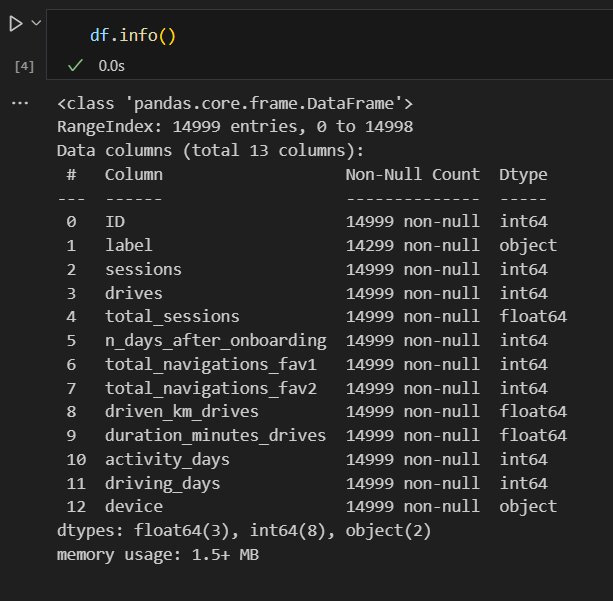 df.info()
[4]
0.0s
<class 'pandas.core.frame.DataFrame'>
RangeIndex: 14999 entries, 0 to 14998
Data columns (total 13 columns):
 #   Column                   Non-Null Count  Dtype
---  ------                   --------------  -----
 0   ID                       14999 non-null  int64
 1   label                    14299 non-null  object
 2   sessions                 14999 non-null  int64
 3   drives                   14999 non-null  int64
 4   total_sessions           14999 non-null  float64
 5   n_days_after_onboarding  14999 non-null  int64
 6   total_navigations_fav1   14999 non-null  int64
 7   total_navigations_fav2   14999 non-null  int64
 8   driven_km_drives         14999 non-null  float64
 9   duration_minutes_drives  14999 non-null  float64
 10  activity_days            14999 non-null  int64
 11  driving_days             14999 non-null  int64
 12  device                   14999 non-null  object
dtypes: float64(3), int64(8), object(2)
memory usage: 1.5+ MB